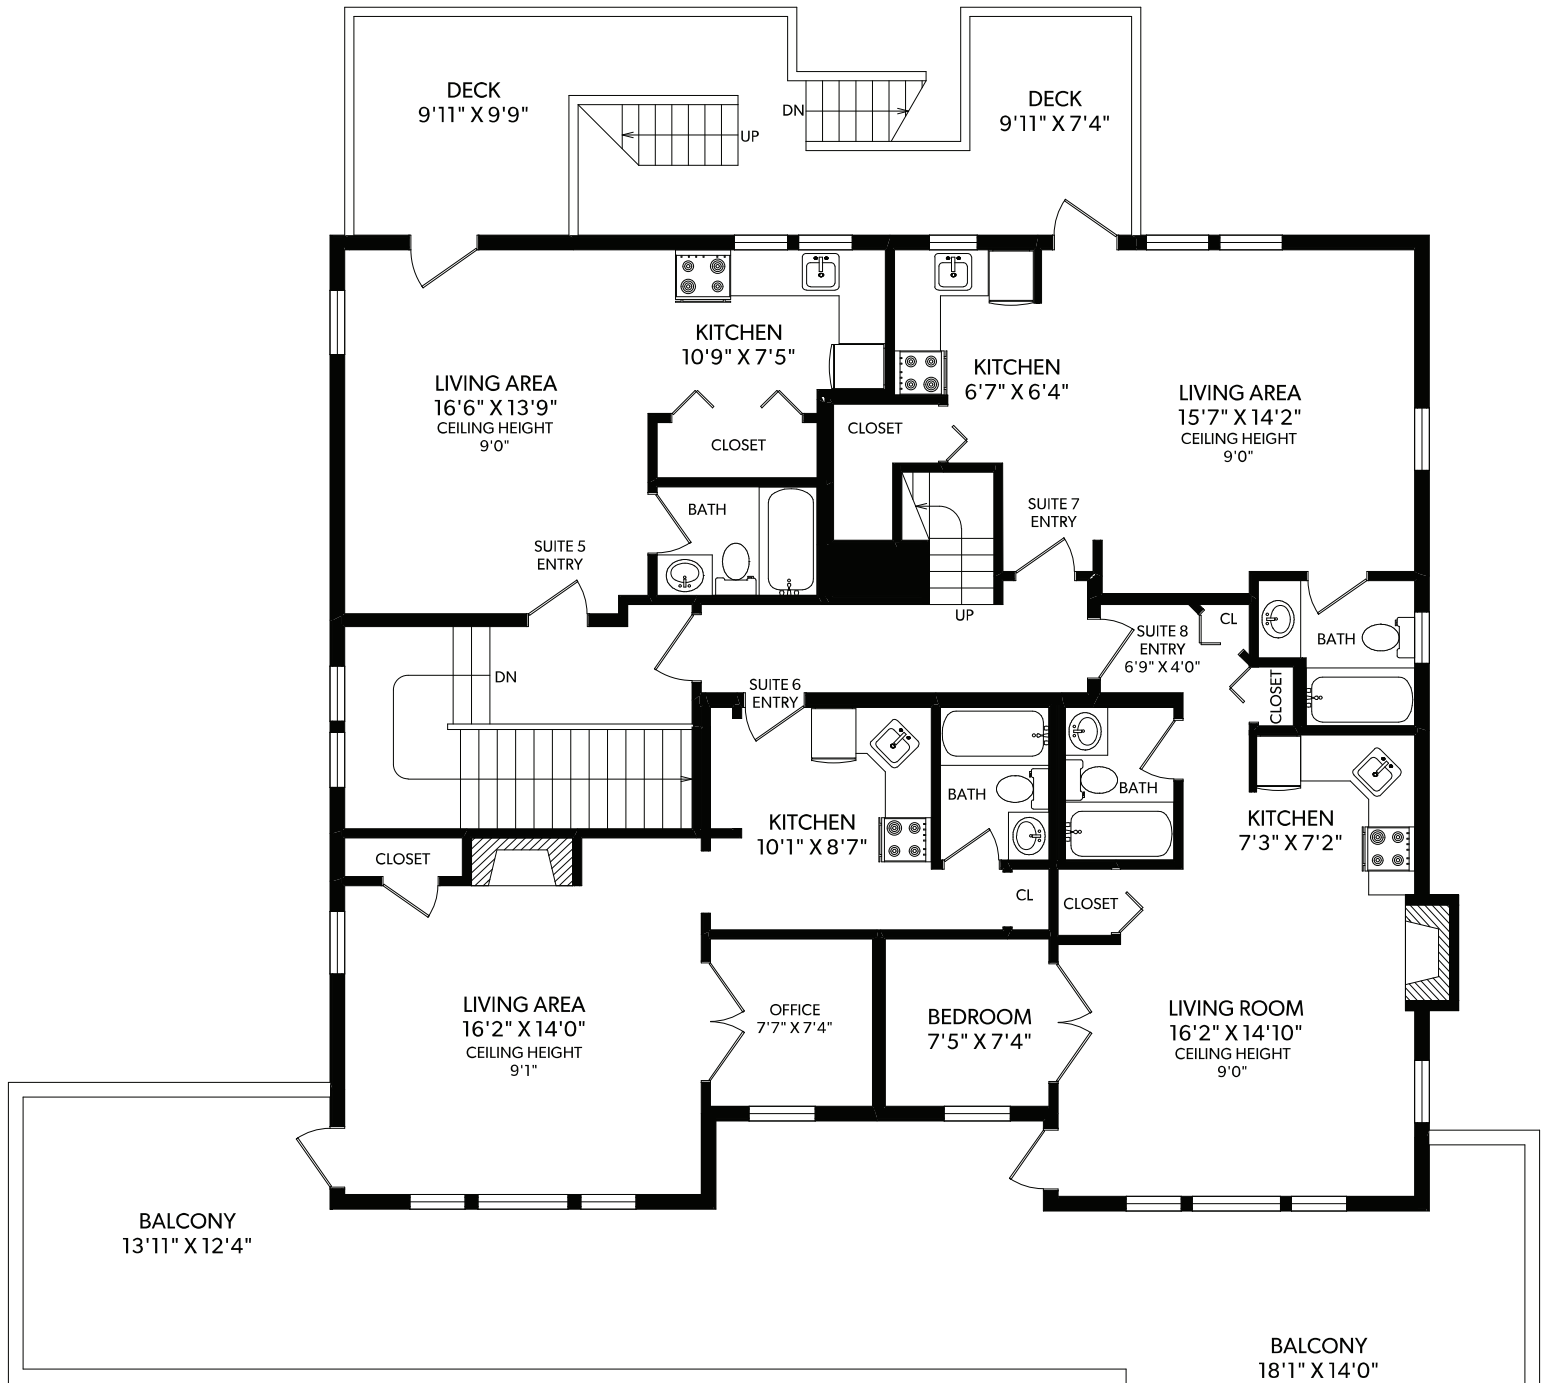 DECK
9'11" X 9'9"
UP
DN
DECK
9'11" X 7'4"
KITCHEN
10'9" X 7'5"
LIVING AREA
16'6" X 13'9"
CEILING HEIGHT
9'0"
CLOSET
BATH
SUITE 5
ENTRY
KITCHEN
6'7" X 6'4"
CLOSET
LIVING AREA
15'7" X 14'2"
CEILING HEIGHT
9'0"
SUITE 7
ENTRY
UP
SUITE 8
ENTRY
6'9" X 4'0"
CL
BATH
CLOSET
DN
SUITE 6
ENTRY
KITCHEN
10'1" X 8'7"
BATH
BATH
KITCHEN
7'3" X 7'2"
CLOSET
CL
CLOSET
LIVING AREA
16'2" X 14'0"
CEILING HEIGHT
9'1"
OFFICE
7'7" X 7'4"
BEDROOM
7'5" X 7'4"
LIVING ROOM
16'2" X 14'10"
CEILING HEIGHT
9'0"
BALCONY
13'11" X 12'4"
BALCONY
18'1" X 14'0"